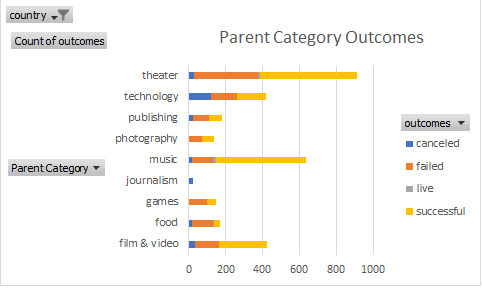 country
Count of outcomes
Parent Category Outcomes
theater
technology
publishing
photography
music
journalism
games
food
film & video
0 200 400 600 800 1000
Parent Category
outcomes
canceled
failed
live
successful